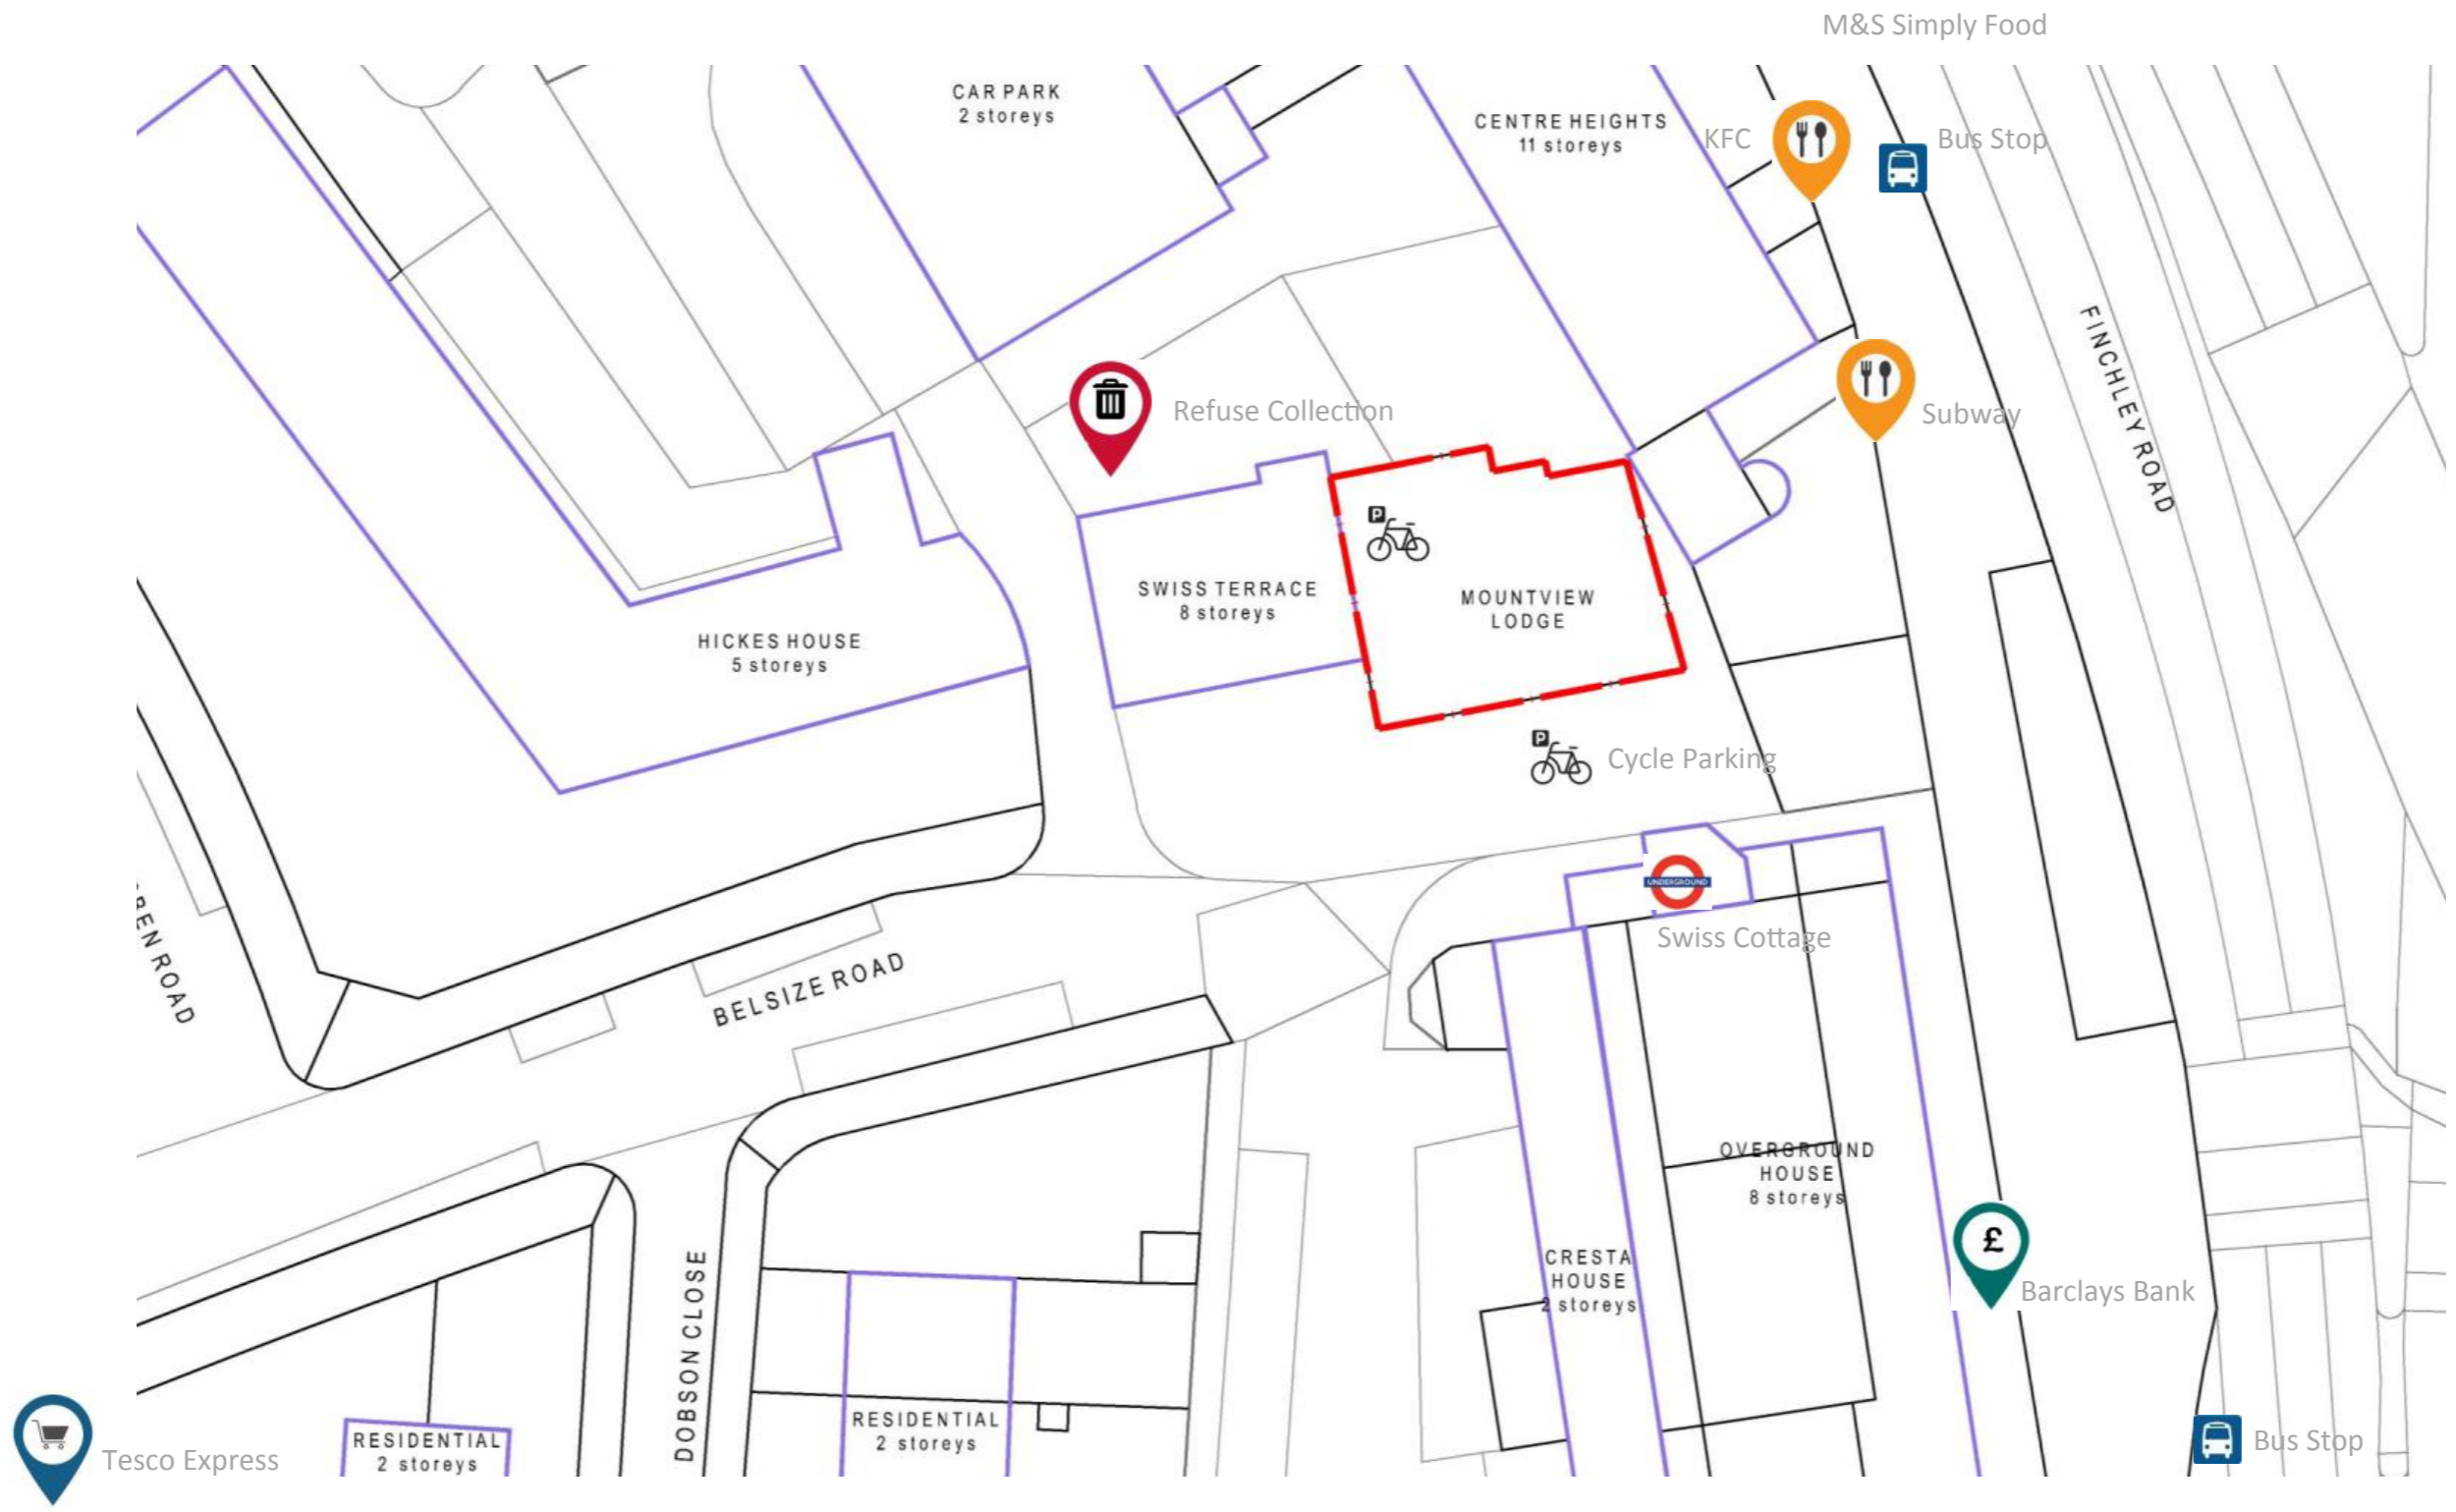 M&S Simply Food
CAR PARK
2 storeys
CENTRE HEIGHTS
11 storeys
KFC
Bus Stop
FINCHLEY ROAD
Refuse Collection
Subway
P
SWISS TERRACE
8 storeys
MOUNTVIEW
LODGE
HICKES HOUSE
5 storeys
P
Cycle Parking
UNDERGROUND
Swiss Cottage
REN ROAD
BELSIZE ROAD
OVERGROUND
HOUSE
8 storeys
£
Barclays Bank
CRESTA
HOUSE
2 storeys
DOBSON CLOSE
RESIDENTIAL
2 storeys
RESIDENTIAL
2 storeys
Tesco Express
Bus Stop